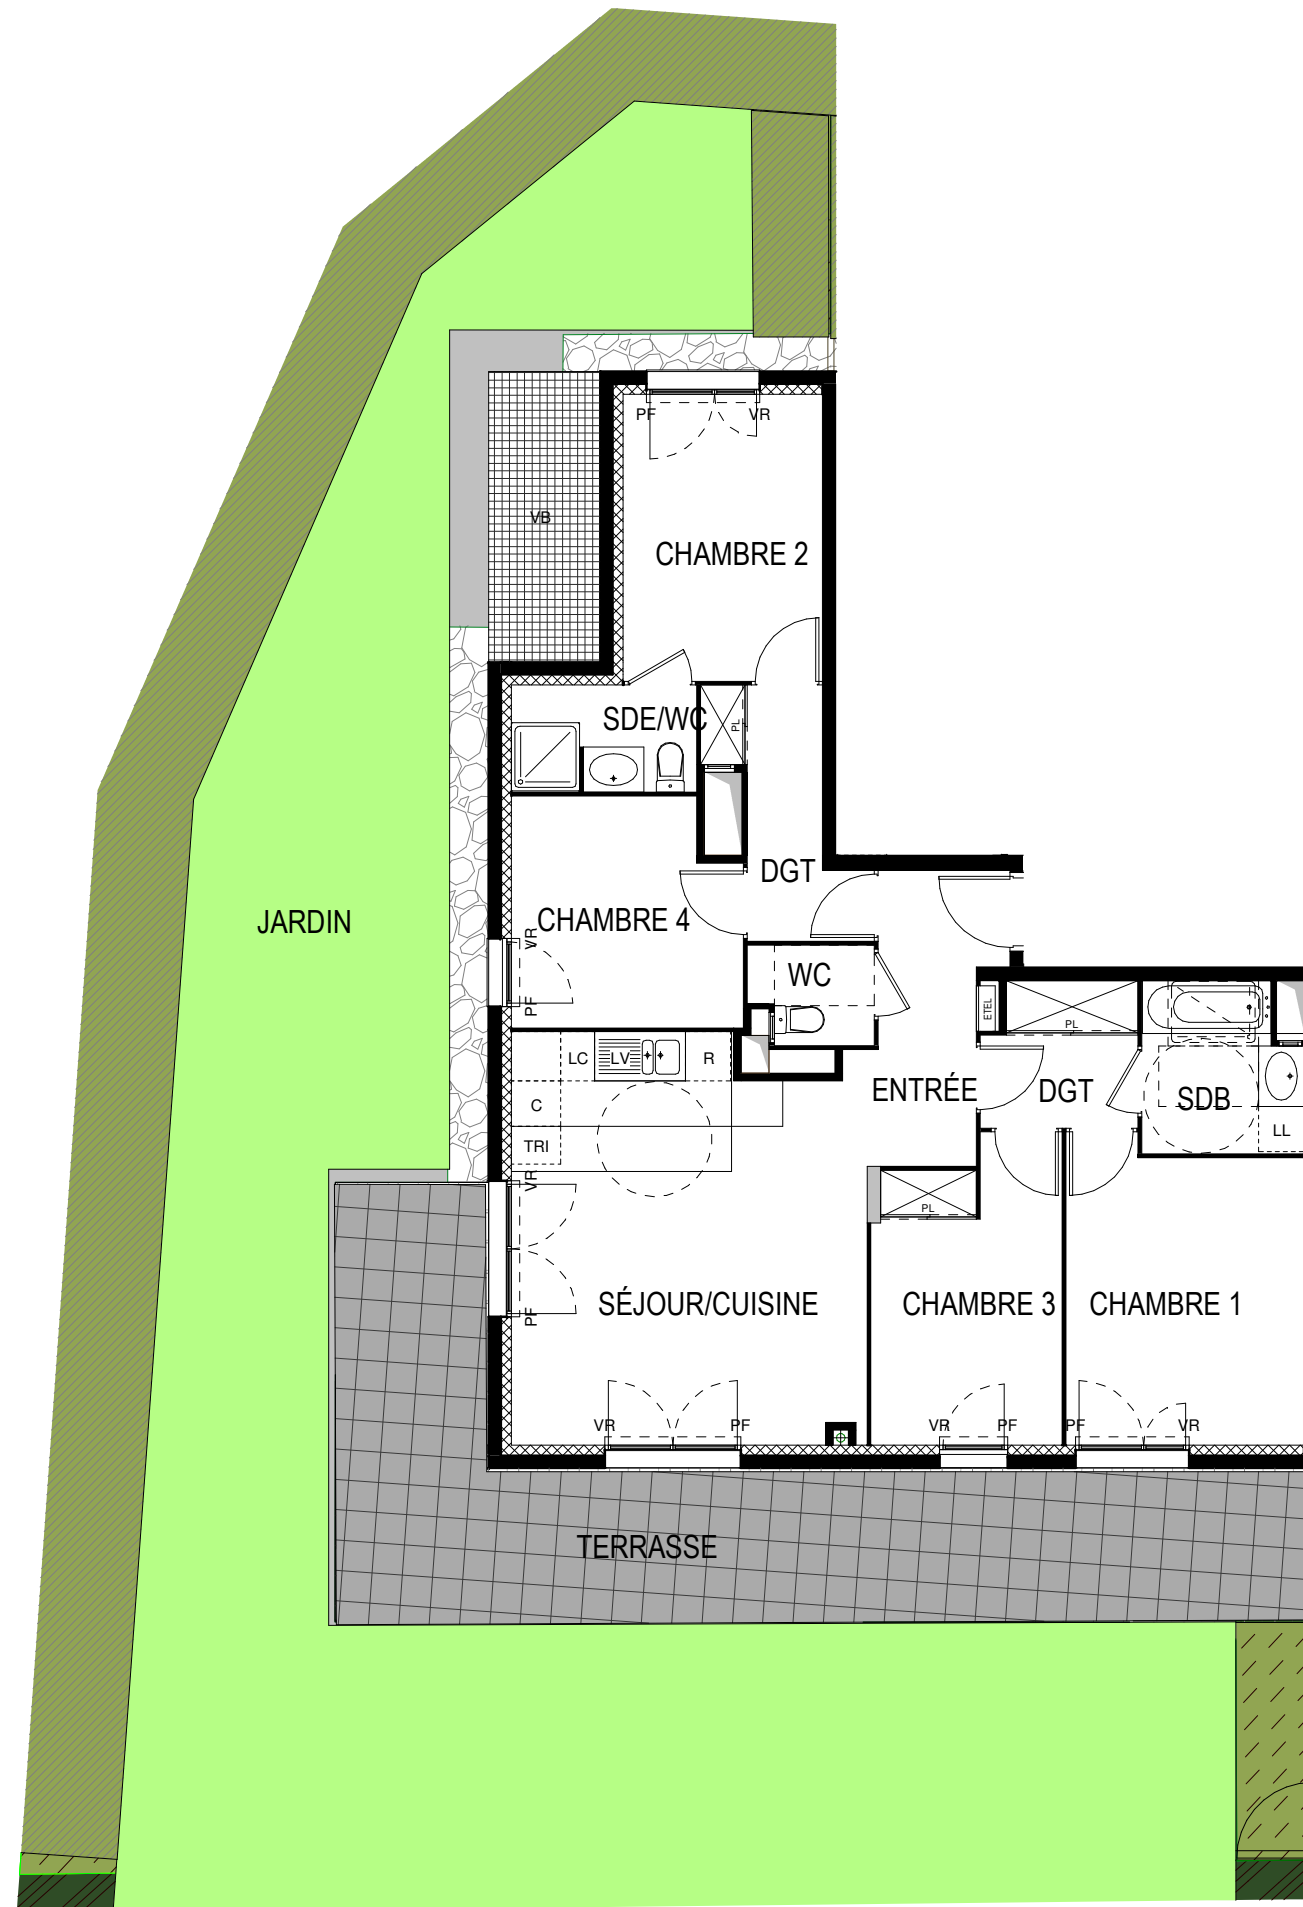 PF
VR
VB
CHAMBRE 2
SDE/WC
PL
DGT
JARDIN
CHAMBRE 4
VR
PF
WC
ETEL
PL
LC
LV
R
ENTRÉE
DGT
SDB
C
LL
TRI
VR
PL
PF
SÉJOUR/CUISINE
CHAMBRE 3
CHAMBRE 1
VR
PF
VR
PF
PF
VR
TERRASSE